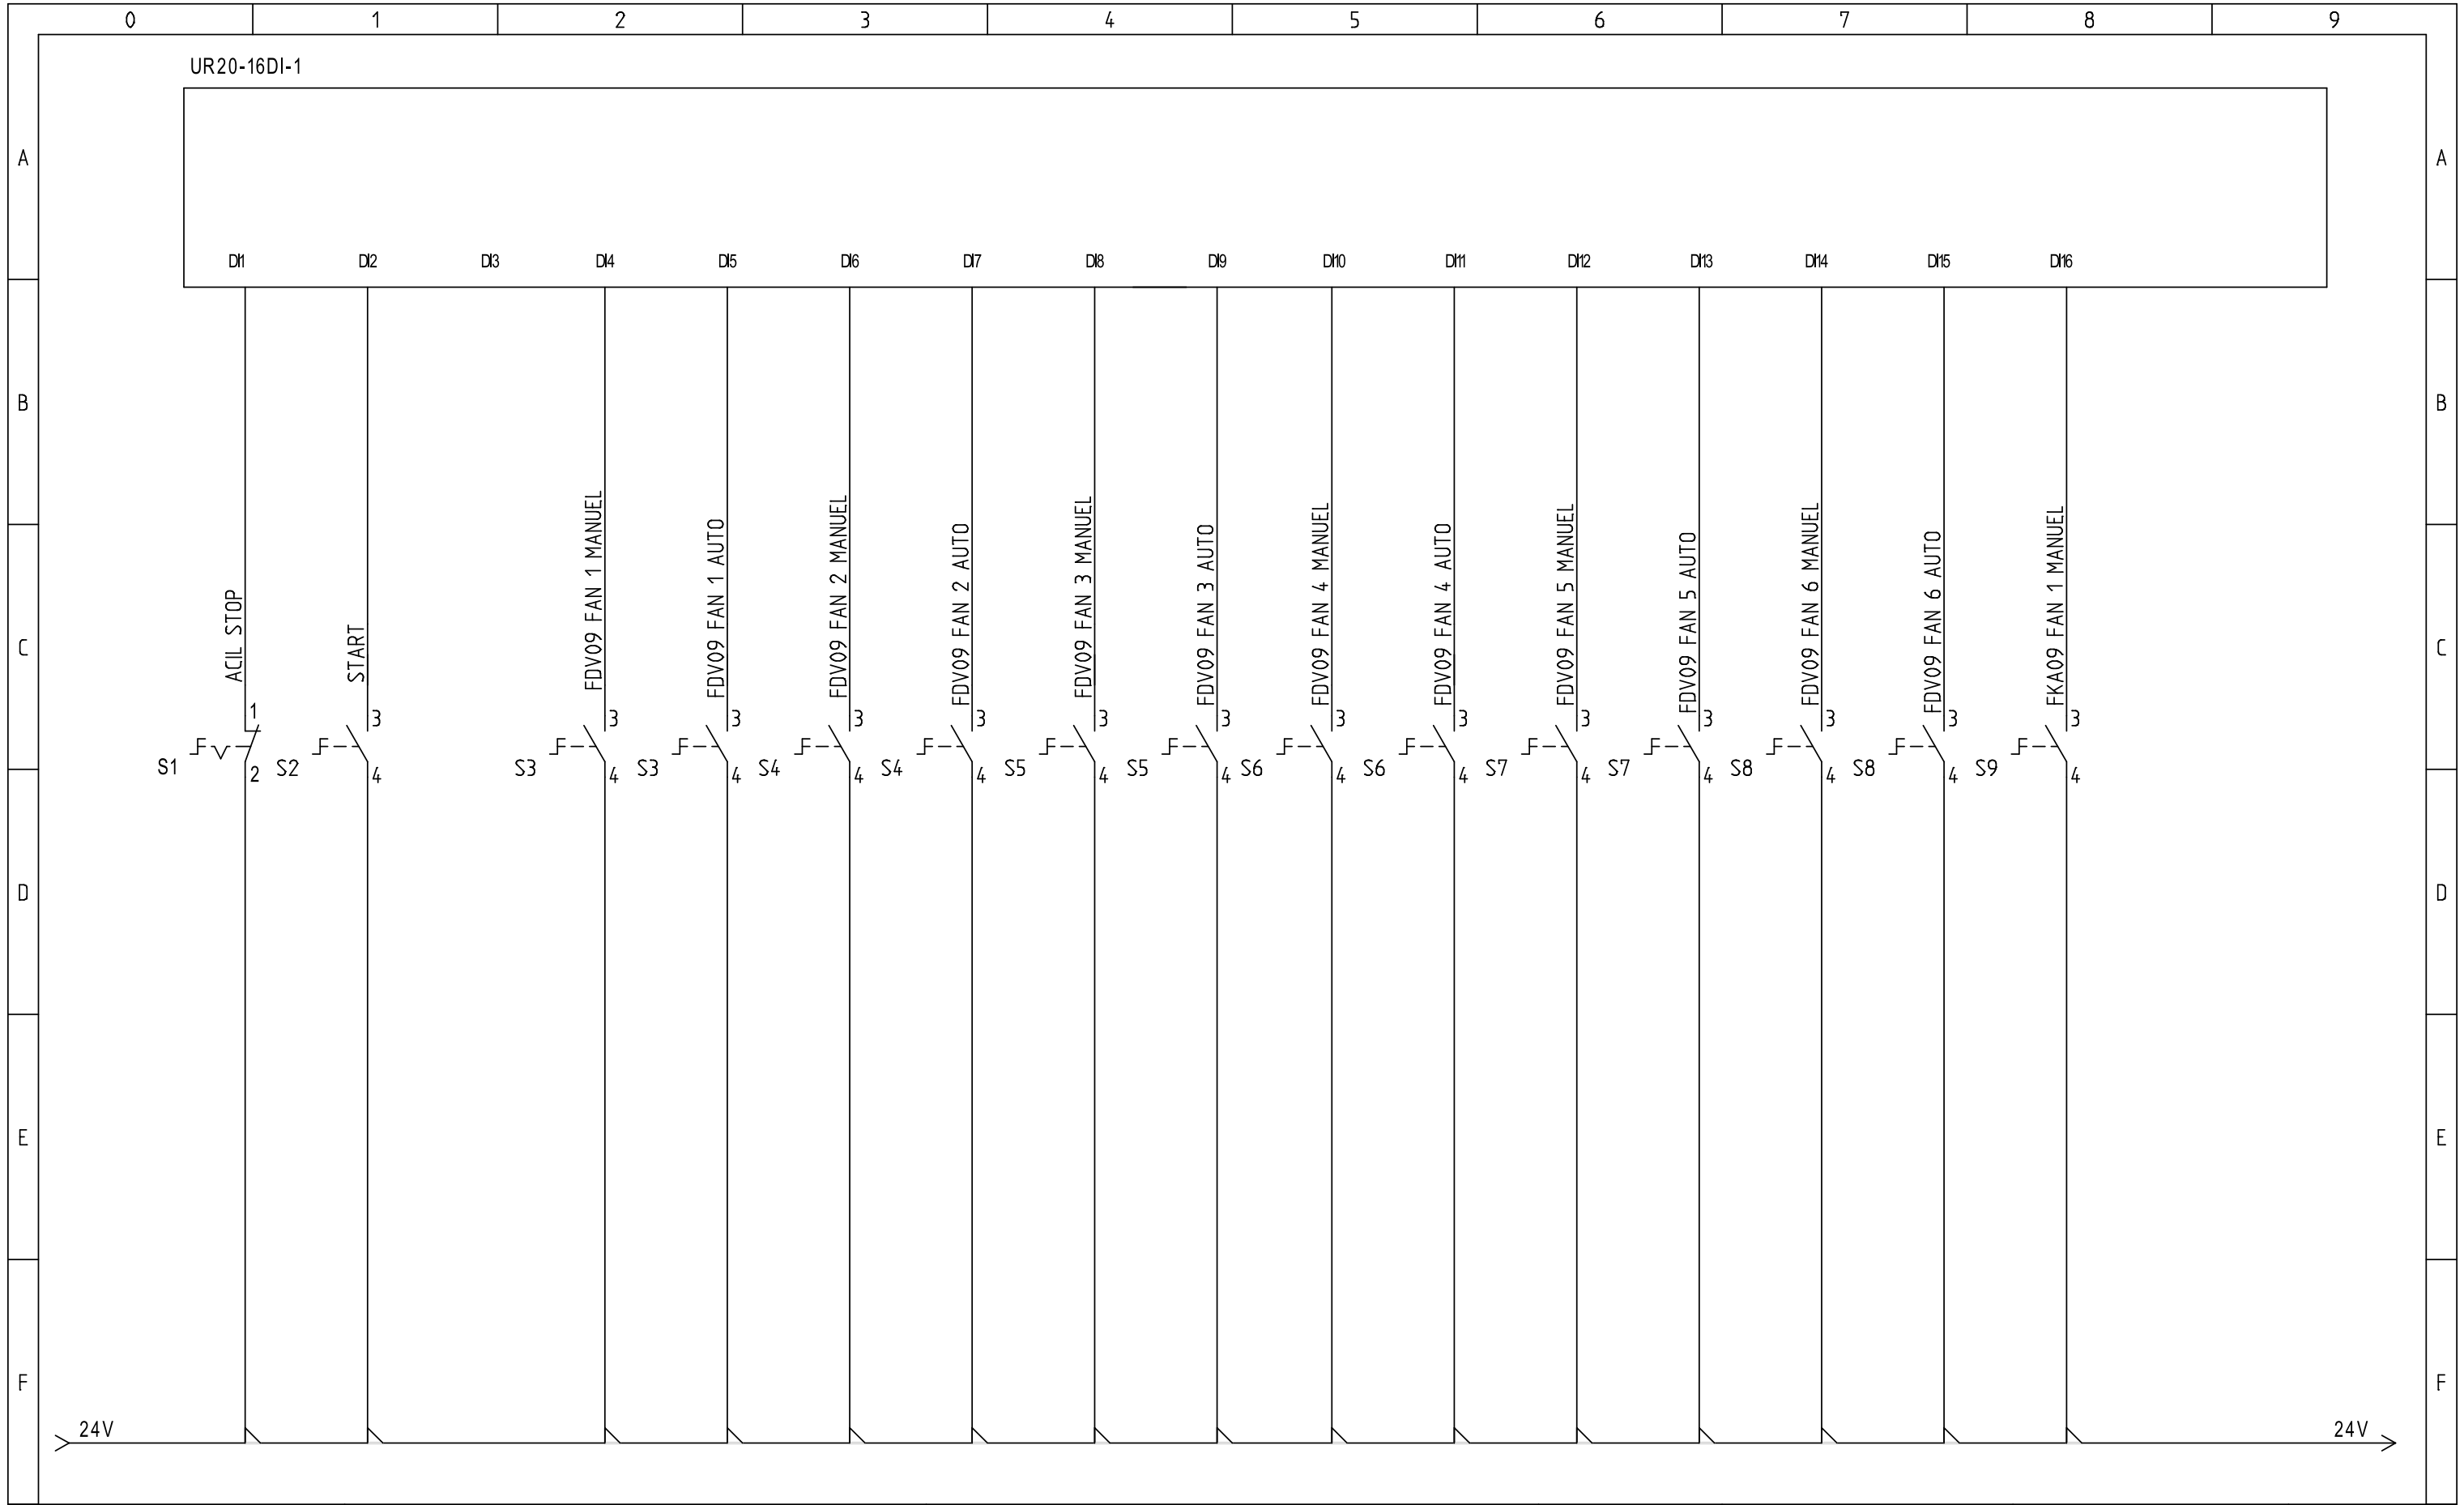 0 1 2 3 4 5 6 7 8 9
UR20-16DI-1
A A
DI1 DI2 DI3 DI4 DI5 DI6 DI7 DI8 DI9 DI10 DI11 DI12 DI13 DI14 DI15 DI16
B B
ACIL STOP
START
FDV09 FAN 1 MANUEL
FDV09 FAN 1 AUTO
FDV09 FAN 2 MANUEL
FDV09 FAN 2 AUTO
FDV09 FAN 3 MANUEL
FDV09 FAN 3 AUTO
FDV09 FAN 4 MANUEL
FDV09 FAN 4 AUTO
FDV09 FAN 5 MANUEL
FDV09 FAN 5 AUTO
FDV09 FAN 6 MANUEL
FDV09 FAN 6 AUTO
FKA09 FAN 1 MANUEL
C C
1 3 3 3 3 3 3 3 3 3 3 3 3 3 3
S1 S2 S3 S3 S4 S4 S5 S5 S6 S6 S7 S7 S8 S8 S9
2 4 4 4 4 4 4 4 4 4 4 4 4 4 4
D D
E E
F F
24V 24V